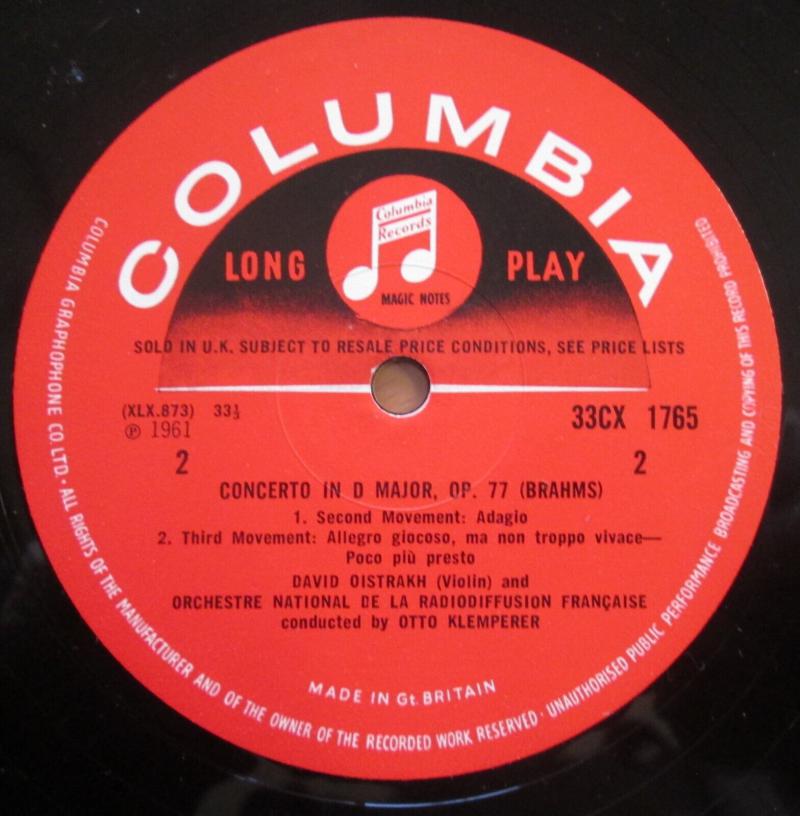 COLUMBIA
Columbia
Records
LONG PLAY
MAGIC NOTES
SOLD IN U.K. SUBJECT TO RESALE PRICE CONDITIONS, SEE PRICE LISTS
(XLX.873) 33⅓ 33CX 1765
℗ 1961
2 2
CONCERTO IN D MAJOR, OP. 77 (BRAHMS)
1. Second Movement: Adagio
2. Third Movement: Allegro giocoso, ma non troppo vivace—
Poco più presto
DAVID OISTRAKH (Violin) and
ORCHESTRE NATIONAL DE LA RADIODIFFUSION FRANÇAISE
conducted by OTTO KLEMPERER
MADE IN Gt. BRITAIN
COLUMBIA GRAPHOPHONE CO. LTD. · ALL RIGHTS OF THE MANUFACTURER AND OF THE OWNER OF THE RECORDED WORK RESERVED · UNAUTHORISED PUBLIC PERFORMANCE BROADCASTING AND COPYING OF THIS RECORD PROHIBITED